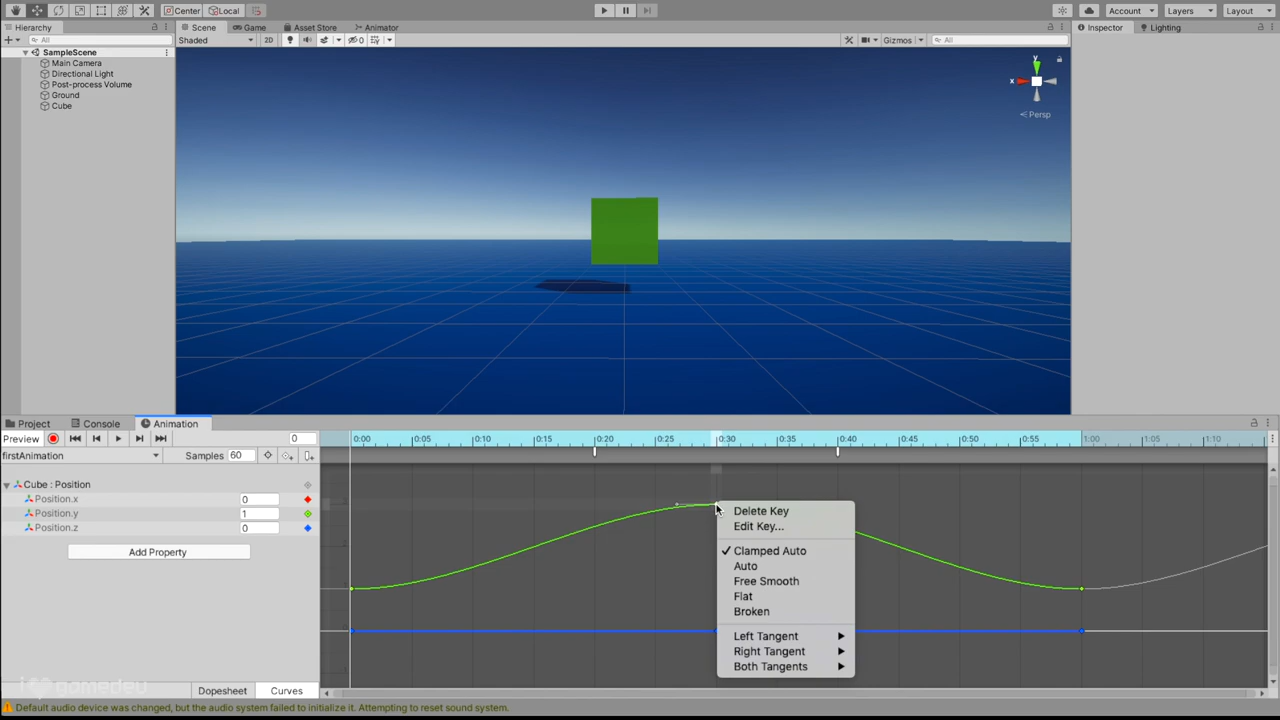 Center Local Account Layers Layout
Hierarchy Scene Game Asset Store Animator Inspector Lighting
All Shaded 2D 0 Gizmos All
SampleScene
Main Camera
Directional Light
Post-process Volume
Ground
Cube
y
x
Persp
Project Console Animation
Preview 0 0:00 0:05 0:10 0:15 0:20 0:25 0:30 0:35 0:40 0:45 0:50 0:55 1:00 1:05 1:10
firstAnimation Samples 60
Cube : Position
Position.x 0
Position.y 1
Position.z 0
Add Property
Delete Key
Edit Key...
Clamped Auto
Auto
Free Smooth
Flat
Broken
Left Tangent
Right Tangent
Both Tangents
i gamedev
Dopesheet Curves
Default audio device was changed, but the audio system failed to initialize it. Attempting to reset sound system.